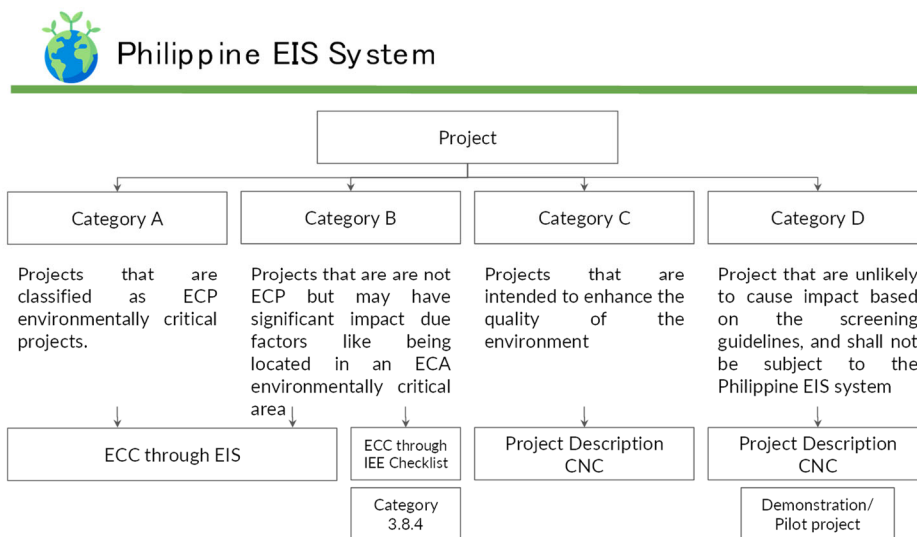 Philippine EIS System
Project
Category A
Category B
Category C
Category D
Projects that are
classified as ECP
environmentally critical
projects.
Projects that are are not
ECP but may have
significant impact due
factors like being
located in an ECA
environmentally critical
area
Projects that are
intended to enhance the
quality of the
environment
Project that are unlikely
to cause impact based
on the screening
guidelines, and shall not
be subject to the
Philippine EIS system
ECC through EIS
ECC through
IEE Checklist
Project Description
CNC
Project Description
CNC
Category
3.8.4
Demonstration/
Pilot project